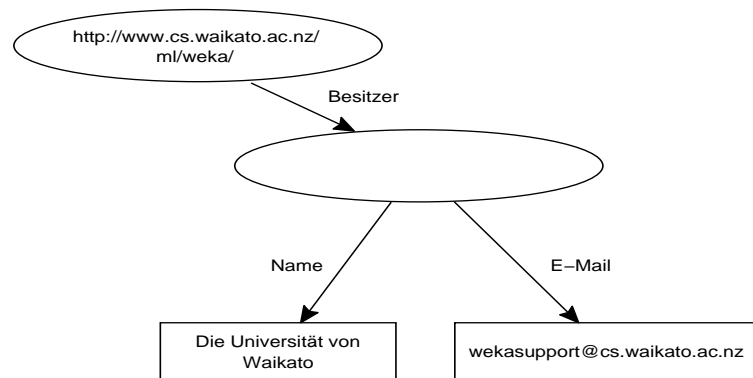 http://www.cs.waikato.ac.nz/
ml/weka/
Besitzer
Name
E−Mail
Die Universität von
Waikato
wekasupport@cs.waikato.ac.nz